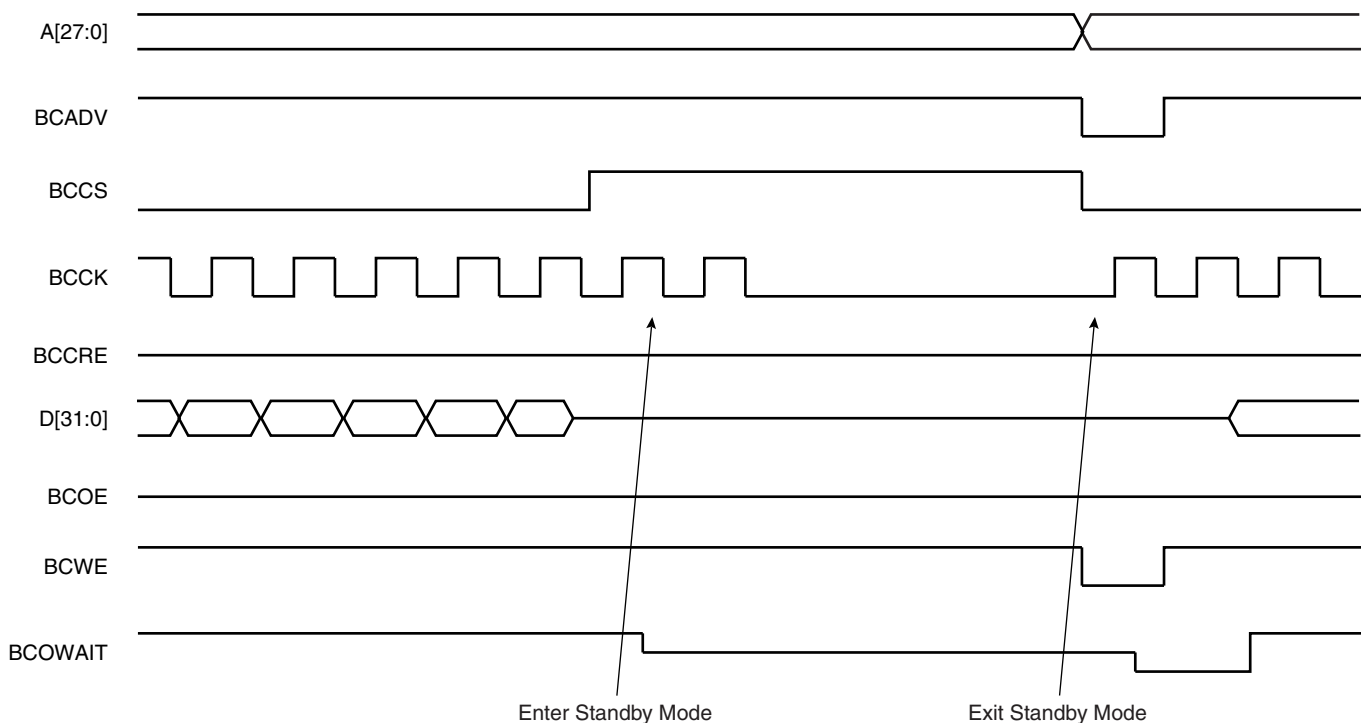 A[27:0]
BCADV
BCCS
BCCK
BCCRE
D[31:0]
BCOE
BCWE
BCOWAIT
Enter Standby Mode
Exit Standby Mode